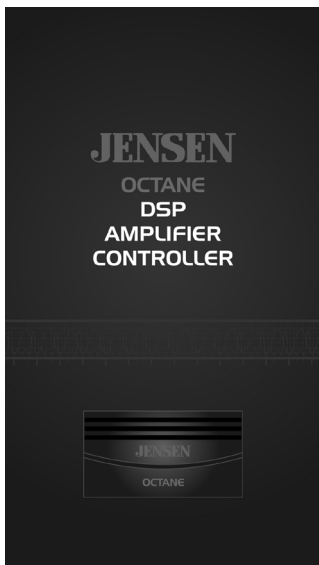 JENSEN
OCTANE
DSP
AMPLIFIER
CONTROLLER
JENSEN
OCTANE